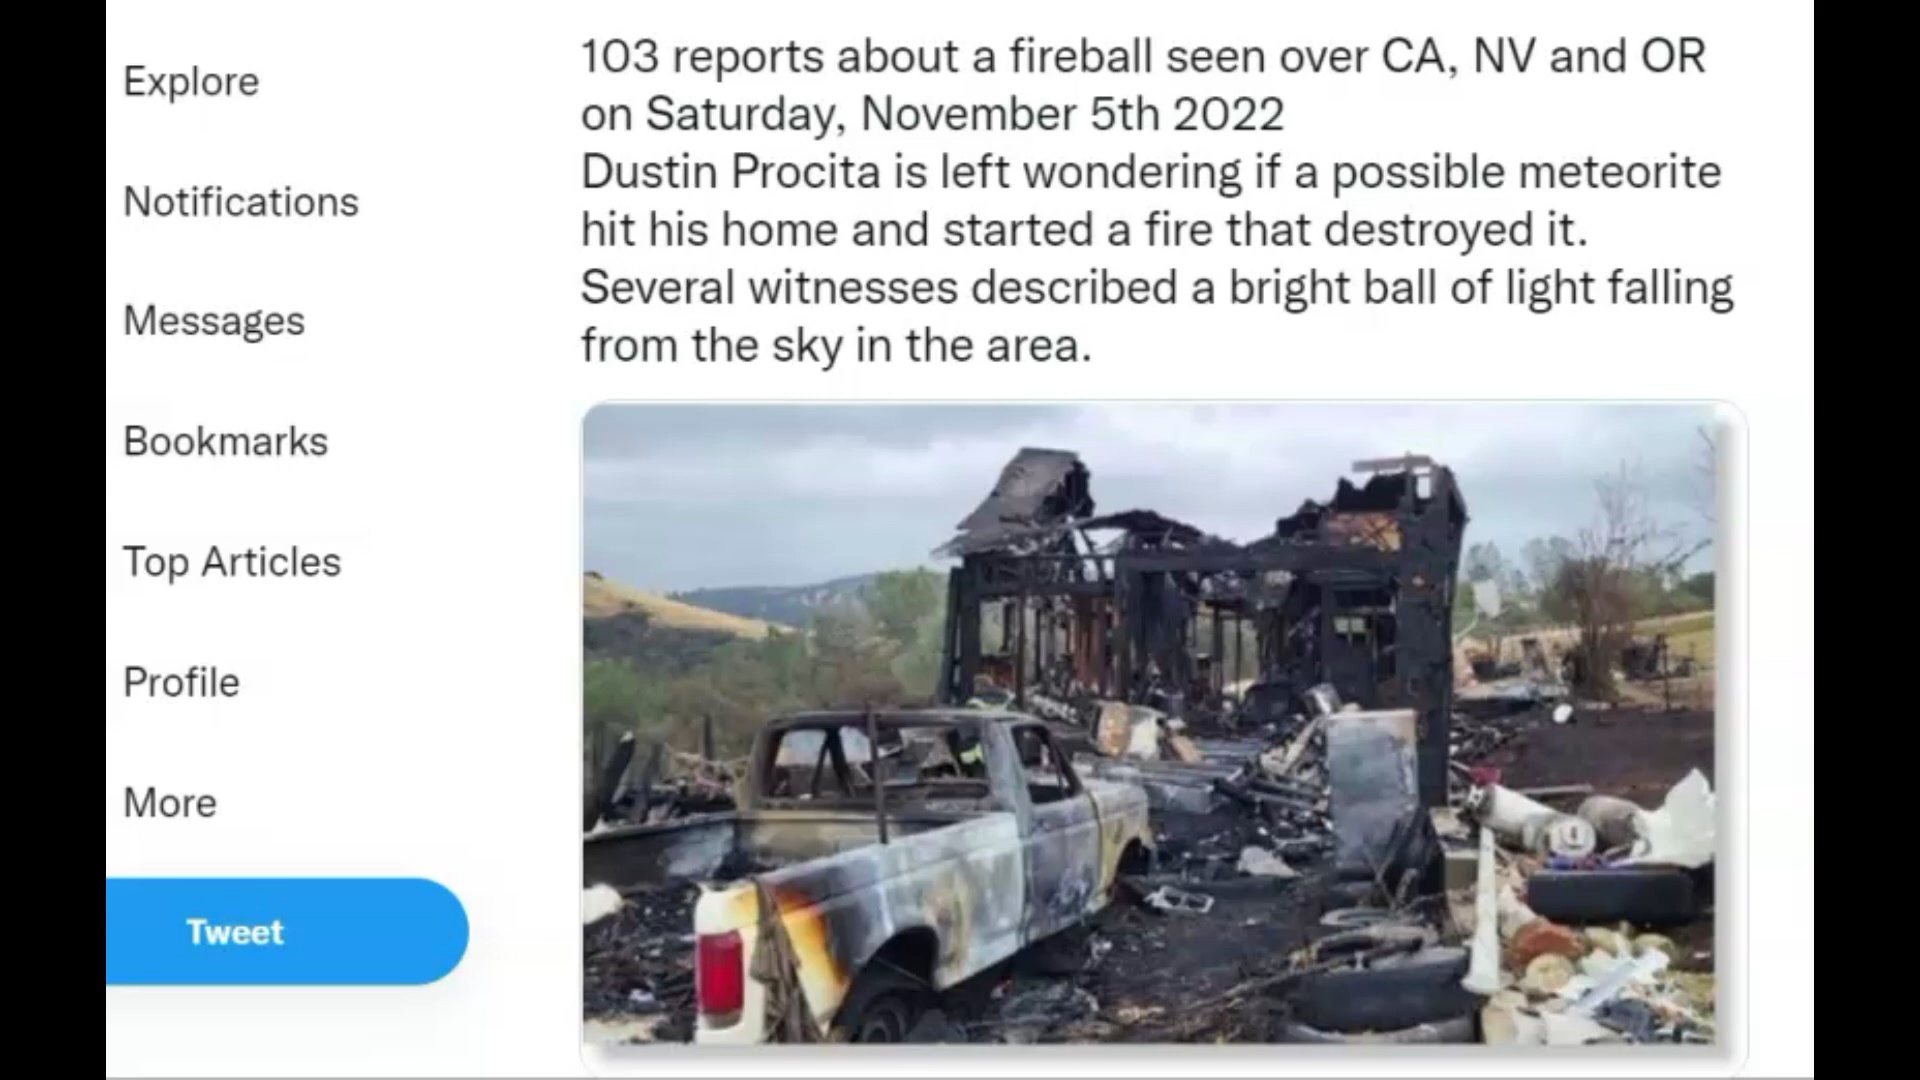 Explore
Notifications
Messages
Bookmarks
Top Articles
Profile
More
Tweet
103 reports about a fireball seen over CA, NV and OR
on Saturday, November 5th 2022
Dustin Procita is left wondering if a possible meteorite
hit his home and started a fire that destroyed it.
Several witnesses described a bright ball of light falling
from the sky in the area.